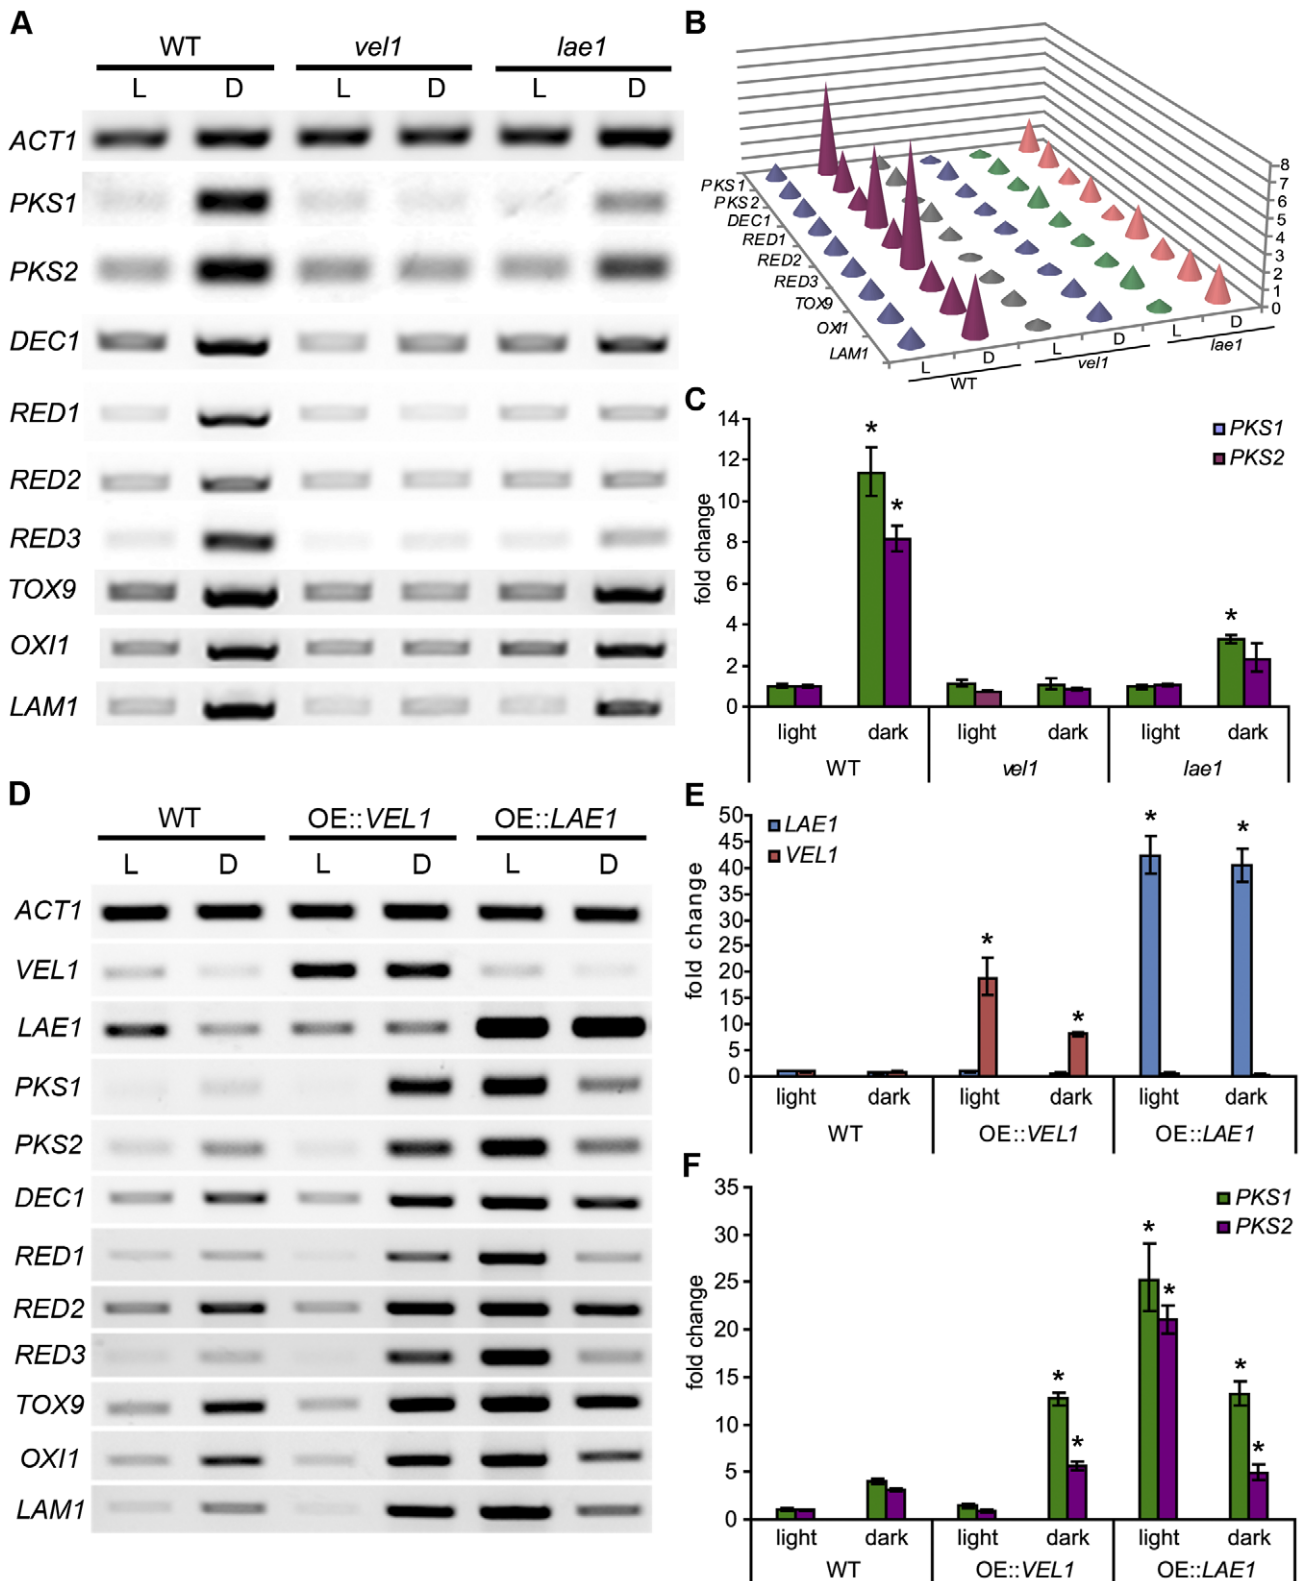 A
WT vel1 lae1
L D L D L D
ACT1
PKS1
PKS2
DEC1
RED1
RED2
RED3
TOX9
OXI1
LAM1
B
8
7
6
5
4
3
2
1
0
PKS1
PKS2
DEC1
RED1
RED2
RED3
TOX9
OXI1
LAM1
L D L D L D
WT vel1 lae1
C
fold change
14
12
10
8
6
4
2
0
* * *
PKS1
PKS2
light dark light dark light dark
WT vel1 lae1
D
WT OE::VEL1 OE::LAE1
L D L D L D
ACT1
VEL1
LAE1
PKS1
PKS2
DEC1
RED1
RED2
RED3
TOX9
OXI1
LAM1
E
fold change
50
45
40
35
30
25
20
15
10
5
0
LAE1
VEL1
* * * *
light dark light dark light dark
WT OE::VEL1 OE::LAE1
F
fold change
35
30
25
20
15
10
5
0
* * * * * *
PKS1
PKS2
light dark light dark light dark
WT OE::VEL1 OE::LAE1